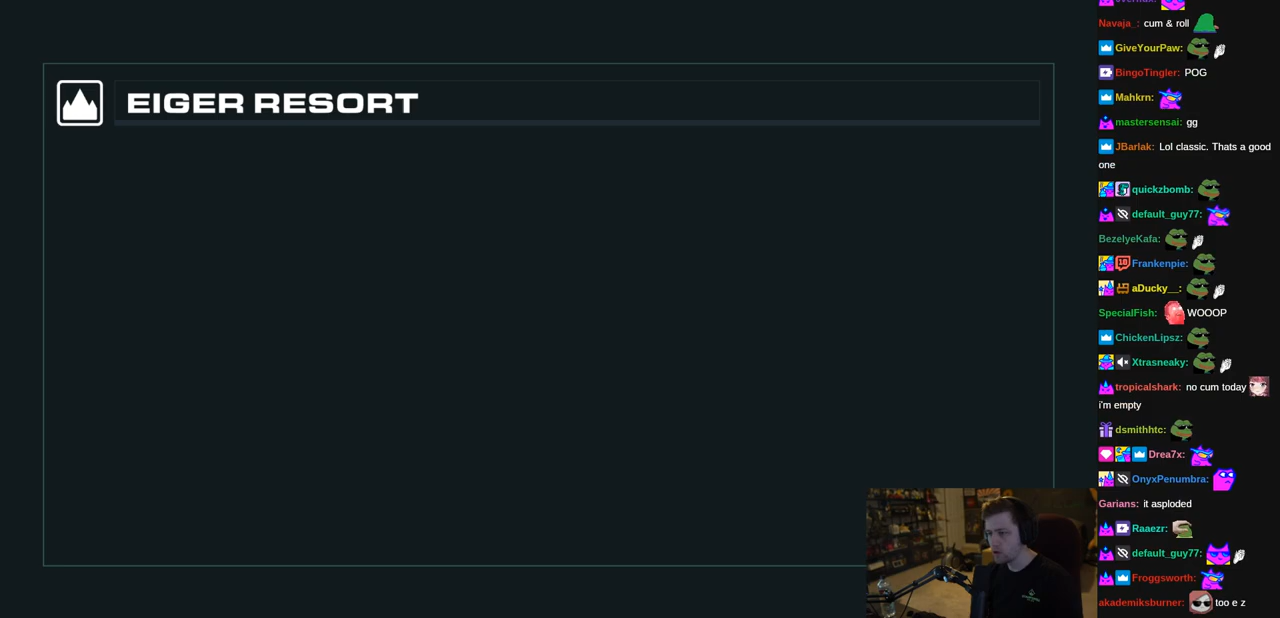 EIGER RESORT
Navaja_: cum & roll
GiveYourPaw:
BingoTingler: POG
Mahkrn:
mastersensai: gg
JBarlak: Lol classic. Thats a good
one
quickzbomb:
default_guy77:
BezelyeKafa:
Frankenpie:
aDucky__:
SpecialFish: WOOOP
ChickenLipsz:
Xtrasneaky:
tropicalshark: no cum today
i'm empty
dsmithhtc:
Drea7x:
OnyxPenumbra:
Garians: it asploded
Raaezr:
default_guy77:
Froggsworth:
akademiksburner: too e z